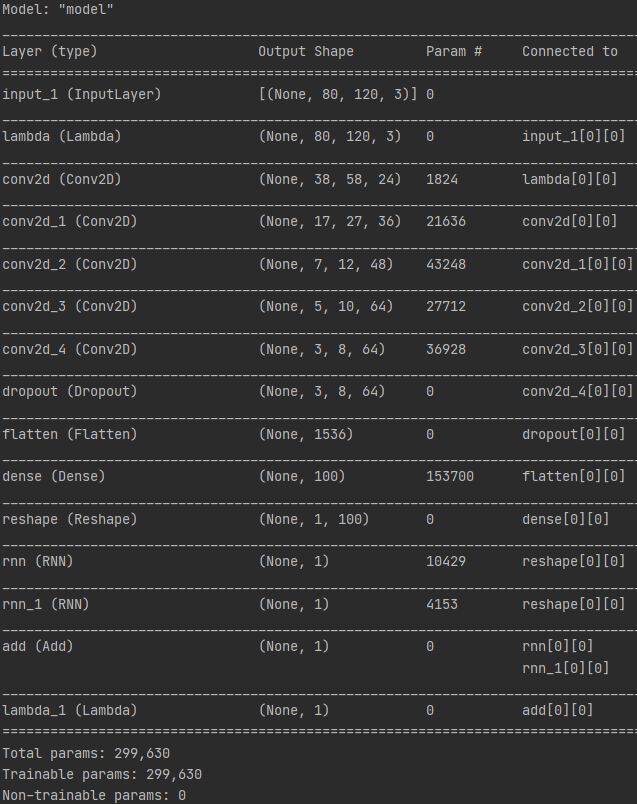 Model: "model"
Layer (type) Output Shape Param # Connected to
input_1 (InputLayer) [(None, 80, 120, 3)] 0
lambda (Lambda) (None, 80, 120, 3) 0 input_1[0][0]
conv2d (Conv2D) (None, 38, 58, 24) 1824 lambda[0][0]
conv2d_1 (Conv2D) (None, 17, 27, 36) 21636 conv2d[0][0]
conv2d_2 (Conv2D) (None, 7, 12, 48) 43248 conv2d_1[0][0]
conv2d_3 (Conv2D) (None, 5, 10, 64) 27712 conv2d_2[0][0]
conv2d_4 (Conv2D) (None, 3, 8, 64) 36928 conv2d_3[0][0]
dropout (Dropout) (None, 3, 8, 64) 0 conv2d_4[0][0]
flatten (Flatten) (None, 1536) 0 dropout[0][0]
dense (Dense) (None, 100) 153700 flatten[0][0]
reshape (Reshape) (None, 1, 100) 0 dense[0][0]
rnn (RNN) (None, 1) 10429 reshape[0][0]
rnn_1 (RNN) (None, 1) 4153 reshape[0][0]
add (Add) (None, 1) 0 rnn[0][0]
rnn_1[0][0]
lambda_1 (Lambda) (None, 1) 0 add[0][0]
Total params: 299,630
Trainable params: 299,630
Non-trainable params: 0